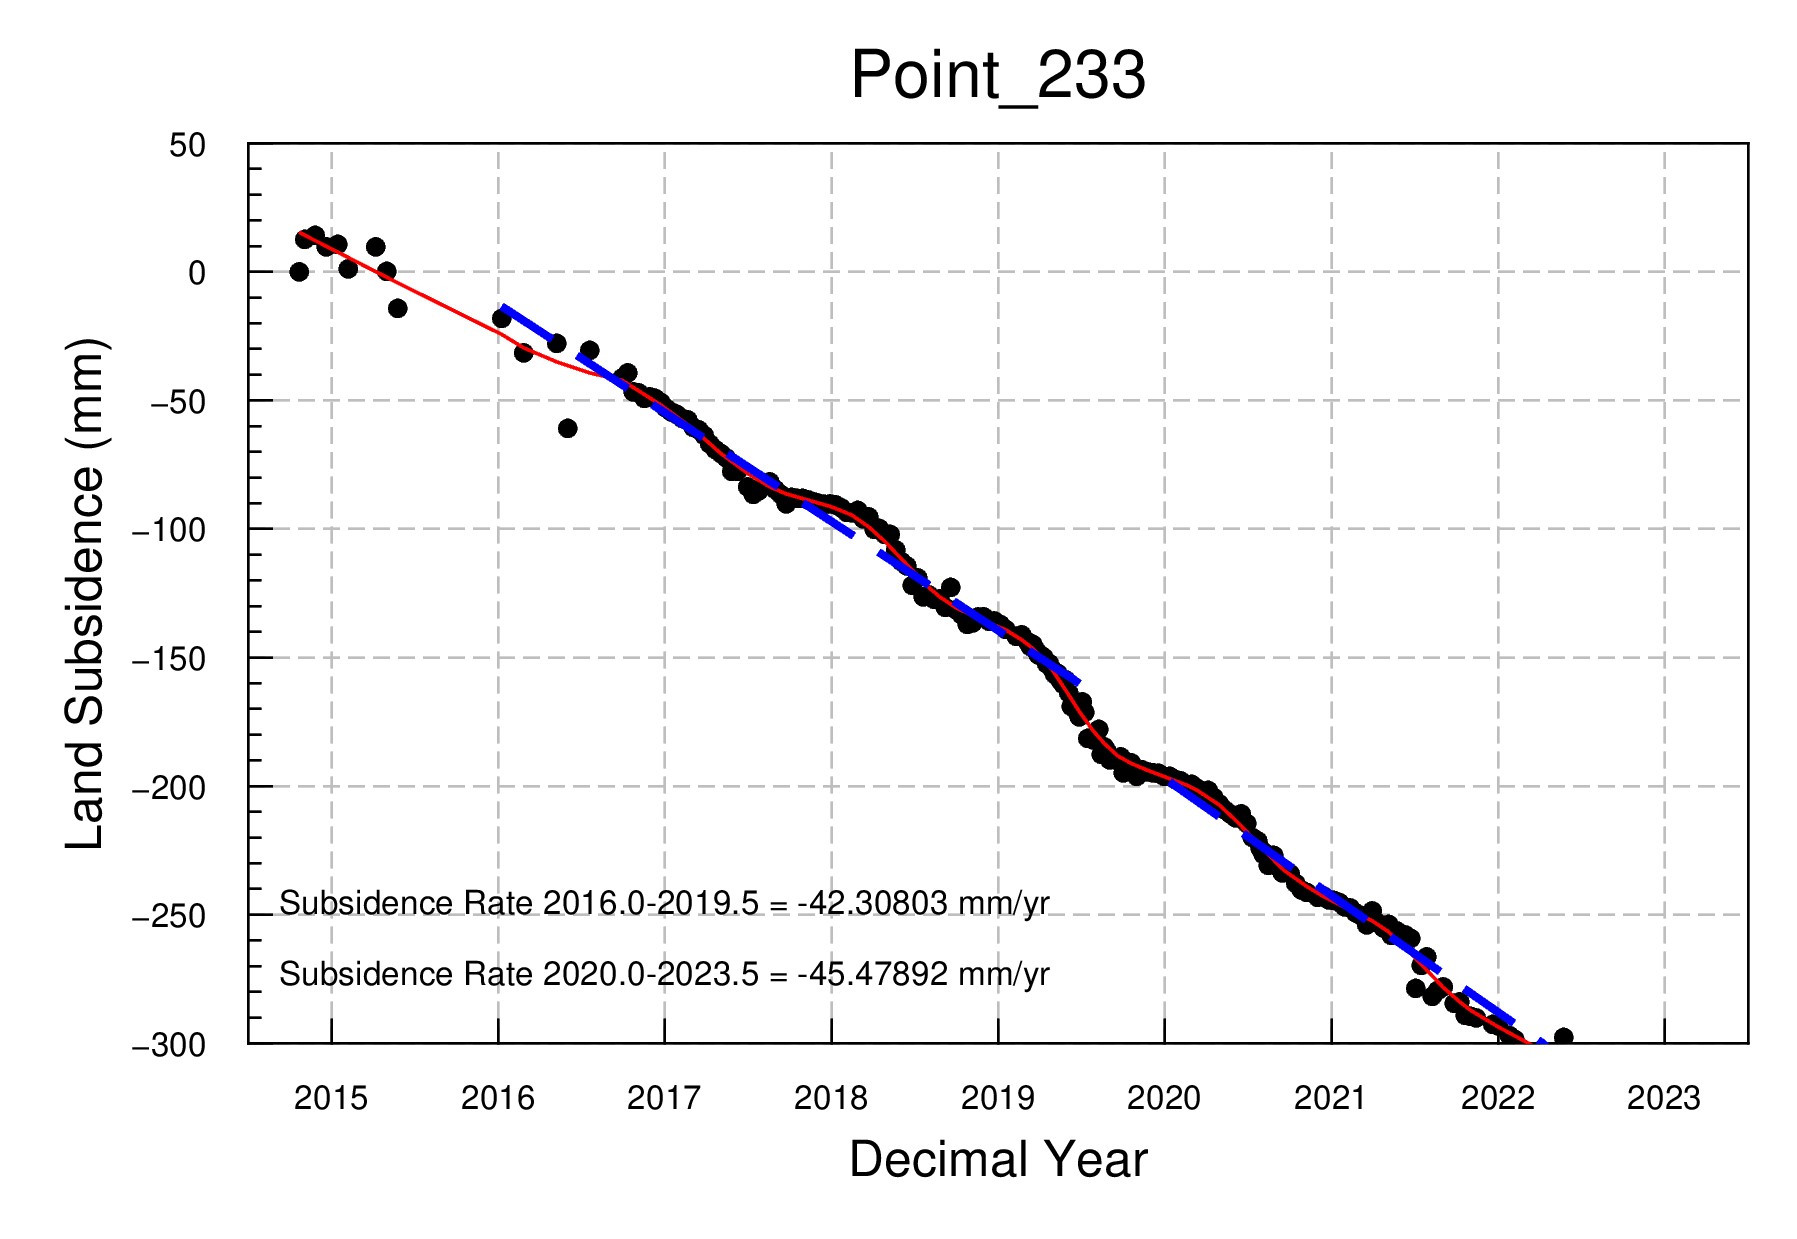 Point_233
50
0
−50
−100
−150
−200
−250
−300
Land Subsidence (mm)
Subsidence Rate 2016.0-2019.5 = -42.30803 mm/yr
Subsidence Rate 2020.0-2023.5 = -45.47892 mm/yr
2015 2016 2017 2018 2019 2020 2021 2022 2023
Decimal Year